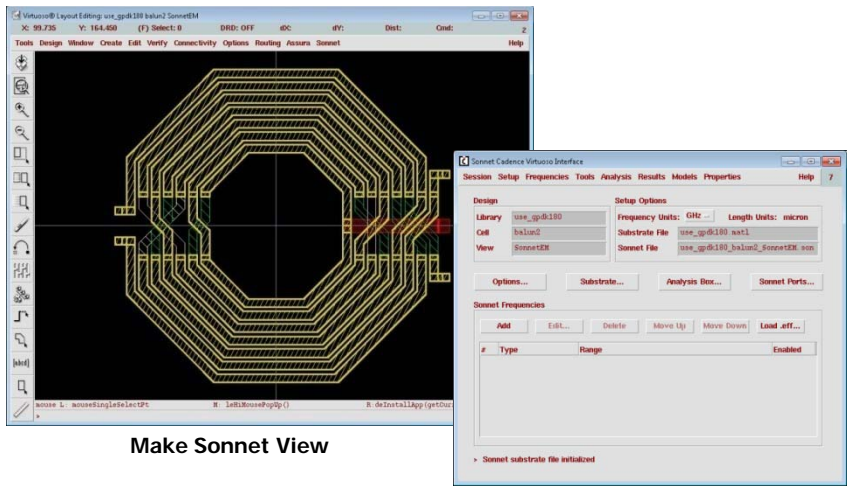 Virtuoso® Layout Editing: use_gpdk180 balun2 SonnetEM
X: 99.735 Y: 164.450 (F) Select: 0 DRD: OFF dX: dY: Dist: Cmd: 2
Tools Design Window Create Edit Verify Connectivity Options Routing Assura Sonnet Help
[abcd]
mouse L: mouseSingleSelectPt M: leHiMousePopUp() R:deInstallApp(getCur
>
Make Sonnet View
Sonnet Cadence Virtuoso Interface
Session Setup Frequencies Tools Analysis Results Models Properties Help 7
Design Setup Options
Library use_gpdk180 Frequency Units: GHz Length Units: micron
Cell balun2 Substrate File use_gpdk180.matl
View SonnetEM Sonnet File use_gpdk180_balun2_SonnetEM.son
Options... Substrate... Analysis Box... Sonnet Ports...
Sonnet Frequencies
Add Edit... Delete Move Up Move Down Load .eff...
# Type Range Enabled
> Sonnet substrate file initialized